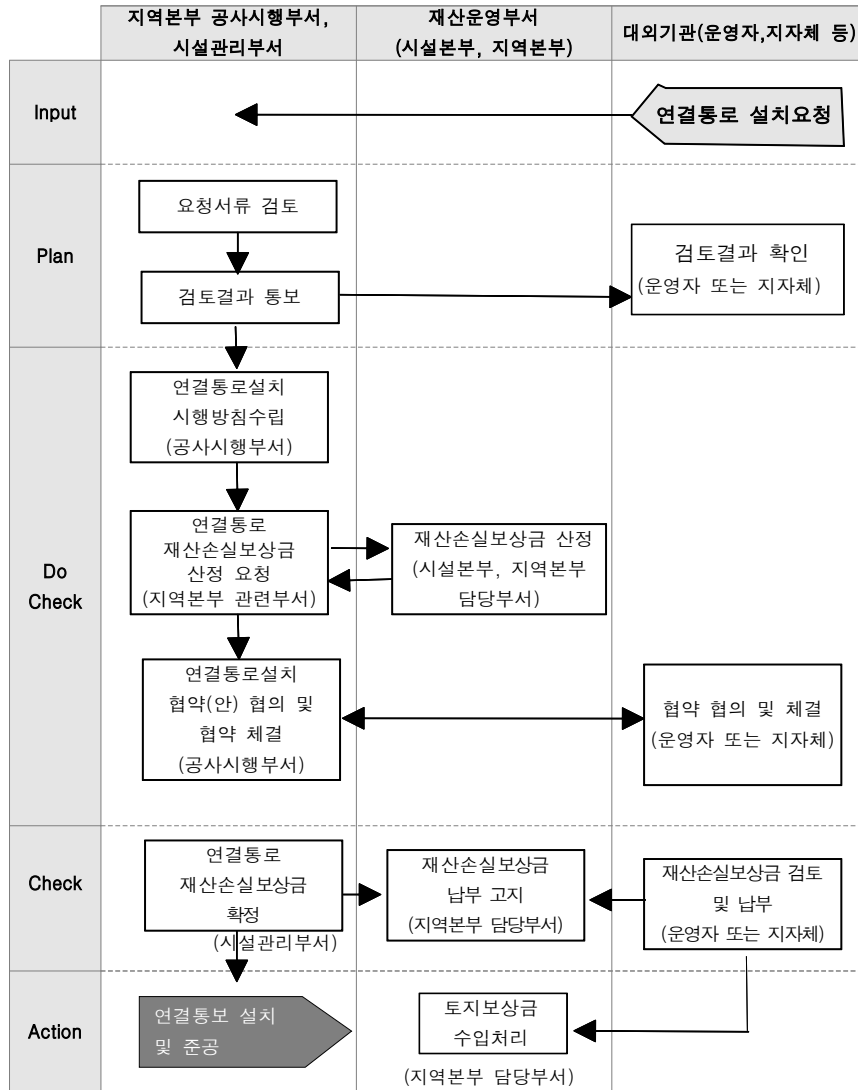 지역본부 공사시행부서,
시설관리부서
재산운영부서
(시설본부, 지역본부)
대외기관(운영자,지자체 등)
Input
연결통로 설치요청
Plan
요청서류 검토
검토결과 통보
검토결과 확인
(운영자 또는 지자체)
Do
Check
연결통로설치
시행방침수립
(공사시행부서)
연결통로
재산손실보상금
산정 요청
(지역본부 관련부서)
재산손실보상금 산정
(시설본부, 지역본부
담당부서)
연결통로설치
협약(안) 협의 및
협약 체결
(공사시행부서)
협약 협의 및 체결
(운영자 또는 지자체)
Check
연결통로
재산손실보상금
확정
(시설관리부서)
재산손실보상금
납부 고지
(지역본부 담당부서)
재산손실보상금 검토
및 납부
(운영자 또는 지자체)
Action
연결통보 설치
및 준공
토지보상금
수입처리
(지역본부 담당부서)